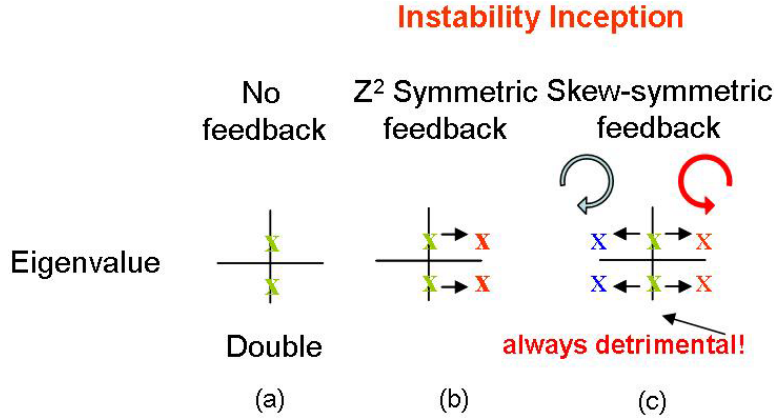 Instability Inception
No feedback
Z² Symmetric feedback
Skew-symmetric feedback
X
X
X
X
X
X
X
X
X
X
X
X
Eigenvalue
Double
always detrimental!
(a)
(b)
(c)